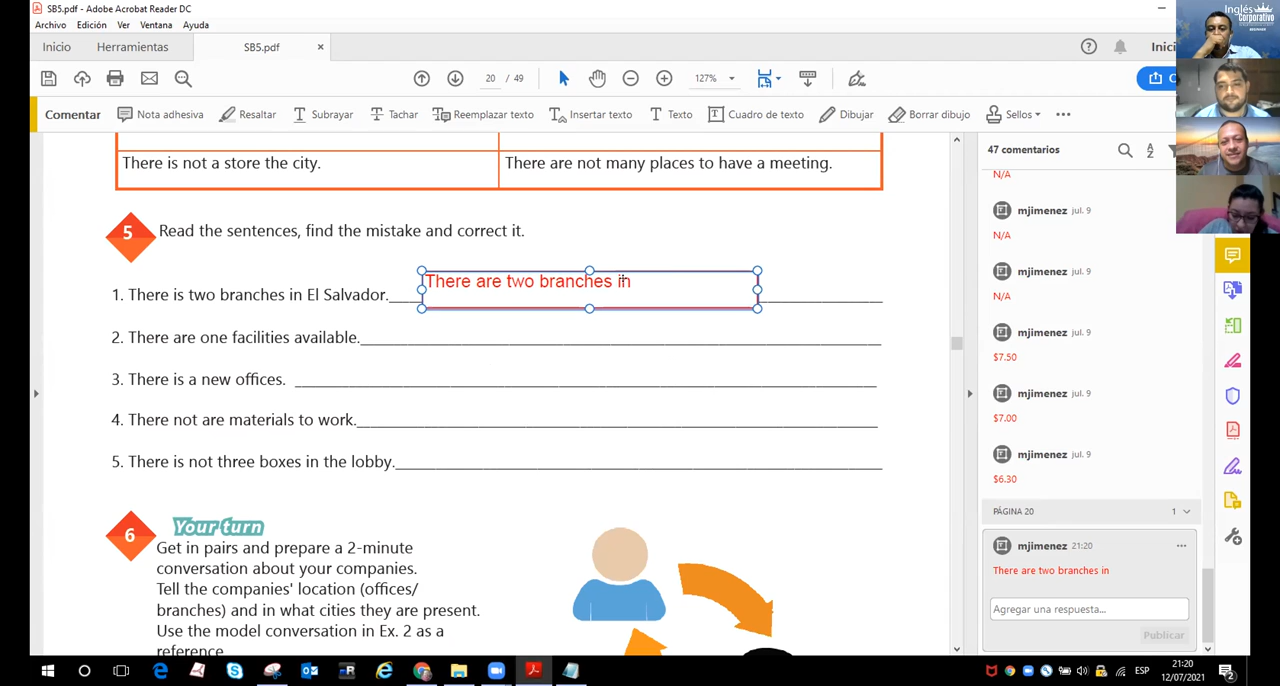 SB5.pdf - Adobe Acrobat Reader DC
Archivo Edición Ver Ventana Ayuda
Inicio Herramientas SB5.pdf × Inici
20 / 49 127%
Comentar Nota adhesiva Resaltar Subrayar Tachar Reemplazar texto Insertar texto Texto Cuadro de texto Dibujar Borrar dibujo Sellos
There is not a store the city. There are not many places to have a meeting.
5 Read the sentences, find the mistake and correct it.
There are two branches in
1. There is two branches in El Salvador.
2. There are one facilities available.
3. There is a new offices.
4. There not are materials to work.
5. There is not three boxes in the lobby.
6 Your turn
Get in pairs and prepare a 2-minute
conversation about your companies.
Tell the companies' location (offices/
branches) and in what cities they are present.
Use the model conversation in Ex. 2 as a
reference
47 comentarios
N/A
mjimenez jul. 9
N/A
mjimenez jul. 9
N/A
mjimenez jul. 9
$7.50
mjimenez jul. 9
$7.00
mjimenez jul. 9
$6.30
PÁGINA 20 1
mjimenez 21:20
There are two branches in
Agregar una respuesta...
Publicar
Inglés
Corporativo
ESP
21:20
12/07/2021